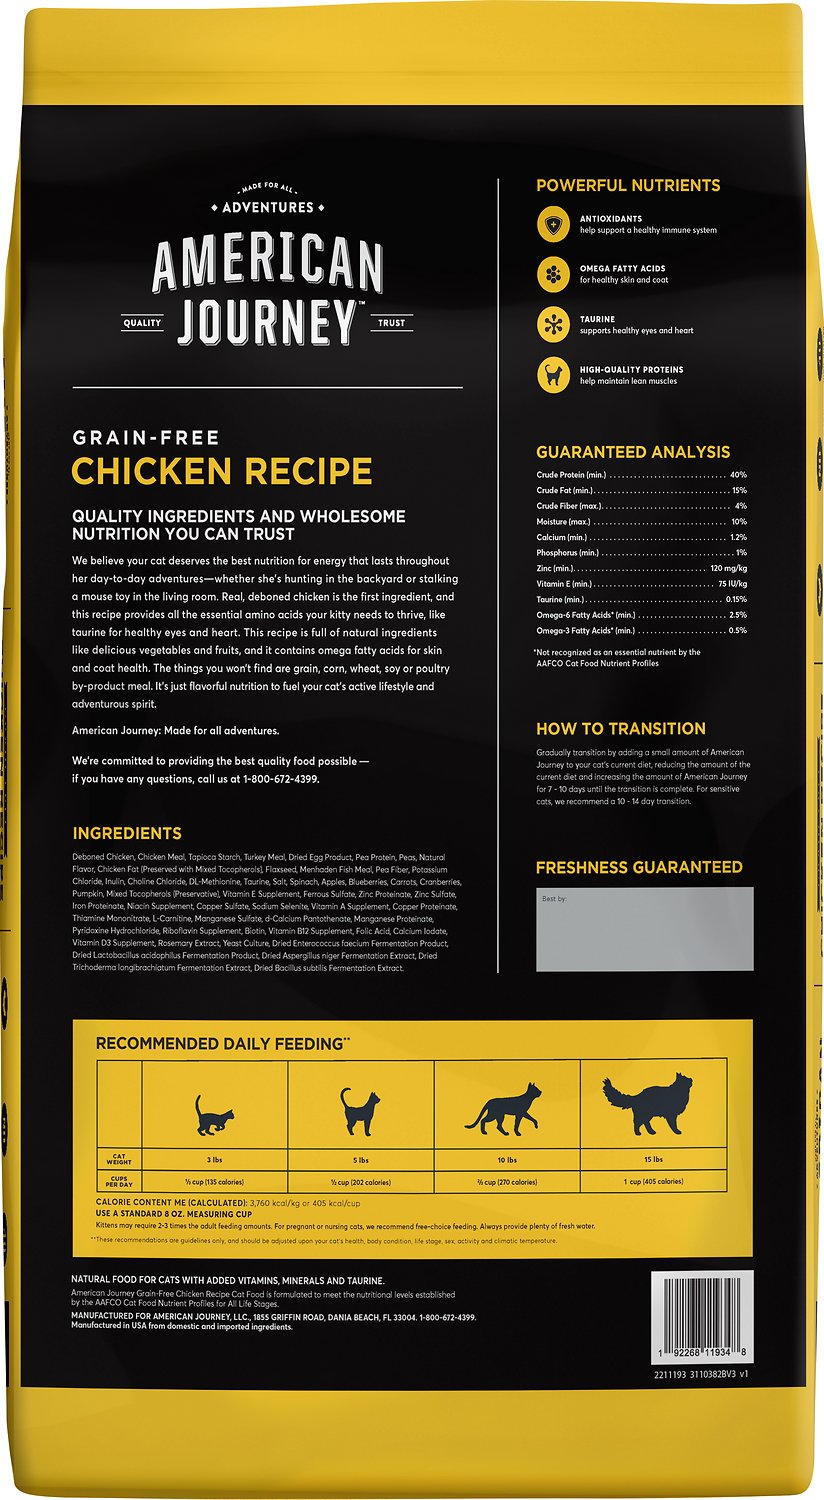 - MADE FOR ALL -
◆ ADVENTURES ◆
AMERICAN
QUALITY JOURNEY™ TRUST
GRAIN-FREE
CHICKEN RECIPE
QUALITY INGREDIENTS AND WHOLESOME
NUTRITION YOU CAN TRUST
We believe your cat deserves the best nutrition for energy that lasts throughout
her day-to-day adventures—whether she's hunting in the backyard or stalking
a mouse toy in the living room. Real, deboned chicken is the first ingredient, and
this recipe provides all the essential amino acids your kitty needs to thrive, like
taurine for healthy eyes and heart. This recipe is full of natural ingredients
like delicious vegetables and fruits, and it contains omega fatty acids for skin
and coat health. The things you won't find are grain, corn, wheat, soy or poultry
by-product meal. It's just flavorful nutrition to fuel your cat's active lifestyle and
adventurous spirit.
American Journey: Made for all adventures.
We're committed to providing the best quality food possible —
if you have any questions, call us at 1-800-672-4399.
INGREDIENTS
Deboned Chicken, Chicken Meal, Tapioca Starch, Turkey Meal, Dried Egg Product, Pea Protein, Peas, Natural
Flavor, Chicken Fat (Preserved with Mixed Tocopherols), Flaxseed, Menhaden Fish Meal, Pea Fiber, Potassium
Chloride, Inulin, Choline Chloride, DL-Methionine, Taurine, Salt, Spinach, Apples, Blueberries, Carrots, Cranberries,
Pumpkin, Mixed Tocopherols (Preservative), Vitamin E Supplement, Ferrous Sulfate, Zinc Proteinate, Zinc Sulfate,
Iron Proteinate, Niacin Supplement, Copper Sulfate, Sodium Selenite, Vitamin A Supplement, Copper Proteinate,
Thiamine Mononitrate, L-Carnitine, Manganese Sulfate, d-Calcium Pantothenate, Manganese Proteinate,
Pyridoxine Hydrochloride, Riboflavin Supplement, Biotin, Vitamin B12 Supplement, Folic Acid, Calcium Iodate,
Vitamin D3 Supplement, Rosemary Extract, Yeast Culture, Dried Enterococcus faecium Fermentation Product,
Dried Lactobacillus acidophilus Fermentation Product, Dried Aspergillus niger Fermentation Extract, Dried
Trichoderma longibrachiatum Fermentation Extract, Dried Bacillus subtilis Fermentation Extract.
POWERFUL NUTRIENTS
ANTIOXIDANTS
help support a healthy immune system
OMEGA FATTY ACIDS
for healthy skin and coat
TAURINE
supports healthy eyes and heart
HIGH-QUALITY PROTEINS
help maintain lean muscles
GUARANTEED ANALYSIS
Crude Protein (min.) 40%
Crude Fat (min.) 15%
Crude Fiber (max.) 4%
Moisture (max.) 10%
Calcium (min.) 1.2%
Phosphorus (min.) 1%
Zinc (min.) 120 mg/kg
Vitamin E (min.) 75 IU/kg
Taurine (min.) 0.15%
Omega-6 Fatty Acids* (min.) 2.5%
Omega-3 Fatty Acids* (min.) 0.5%
*Not recognized as an essential nutrient by the
AAFCO Cat Food Nutrient Profiles
HOW TO TRANSITION
Gradually transition by adding a small amount of American
Journey to your cat's current diet, reducing the amount of the
current diet and increasing the amount of American Journey
for 7 - 10 days until the transition is complete. For sensitive
cats, we recommend a 10 - 14 day transition.
FRESHNESS GUARANTEED
Best by:
RECOMMENDED DAILY FEEDING**
CAT WEIGHT 3 lbs 5 lbs 10 lbs 15 lbs
CUPS PER DAY ⅓ cup (135 calories) ½ cup (202 calories) ⅔ cup (270 calories) 1 cup (405 calories)
CALORIE CONTENT ME (CALCULATED): 3,760 kcal/kg or 405 kcal/cup
USE A STANDARD 8 OZ. MEASURING CUP
Kittens may require 2-3 times the adult feeding amounts. For pregnant or nursing cats, we recommend free-choice feeding. Always provide plenty of fresh water.
**These recommendations are guidelines only, and should be adjusted upon your cat's health, body condition, life stage, sex, activity and climatic temperature.
NATURAL FOOD FOR CATS WITH ADDED VITAMINS, MINERALS AND TAURINE.
American Journey Grain-Free Chicken Recipe Cat Food is formulated to meet the nutritional levels established
by the AAFCO Cat Food Nutrient Profiles for All Life Stages.
MANUFACTURED FOR AMERICAN JOURNEY, LLC., 1855 GRIFFIN ROAD, DANIA BEACH, FL 33004. 1-800-672-4399.
Manufactured in USA from domestic and imported ingredients.
1 92268 11934 8
2211193 3110382BV3 v1